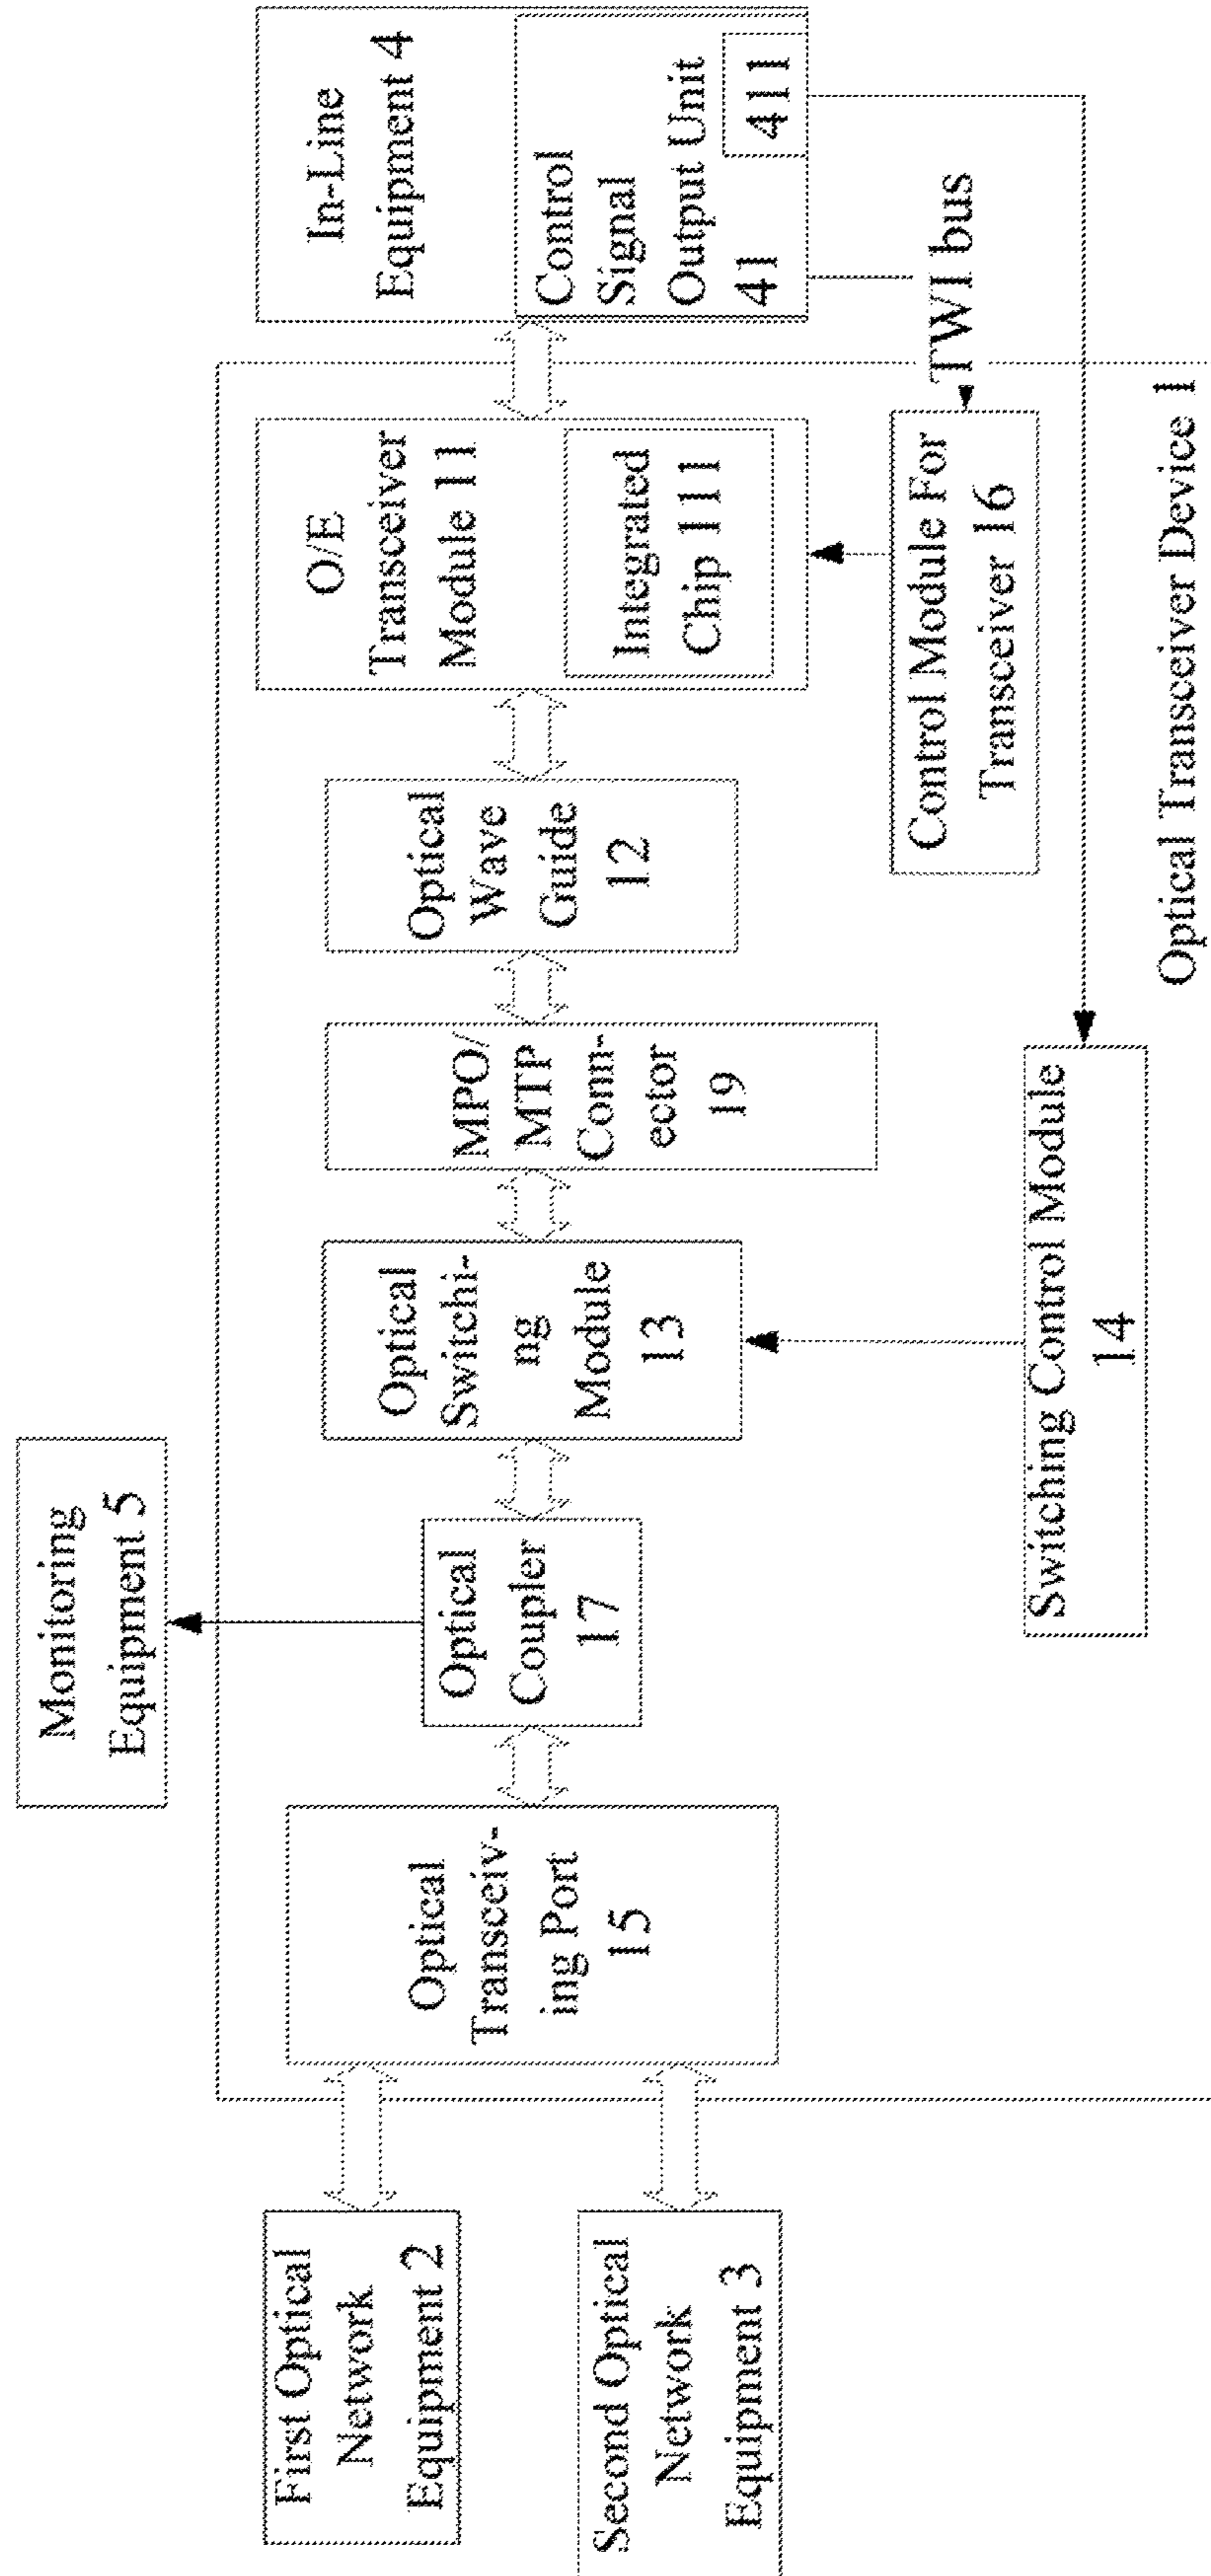 Monitoring
Equipment 5
First Optical
Network
Equipment 2
Second Optical
Network
Equipment 3
Optical
Transceiv-
ing Port
15
Optical
Coupler
17
Optical
Switchi-
ng
Module
13
MPO/
MTP
Conn-
ector
19
Optical
Wave
Guide
12
O/E
Transceiver
Module 11
Integrated
Chip 111
In-Line
Equipment 4
Control
Signal
Output Unit
41
411
TWI bus
Control Module For
Transceiver 16
Switching Control Module
14
Optical Transceiver Device 1